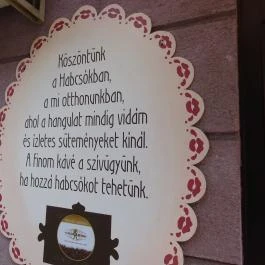 Köszöntünk
a Habcsókban,
a mi otthonunkban,
ahol a hangulat mindig vidám
és ízletes süteményeket kínál.
A finom kávé a szívügyünk,
ha hozzá habcsókot tehetünk.